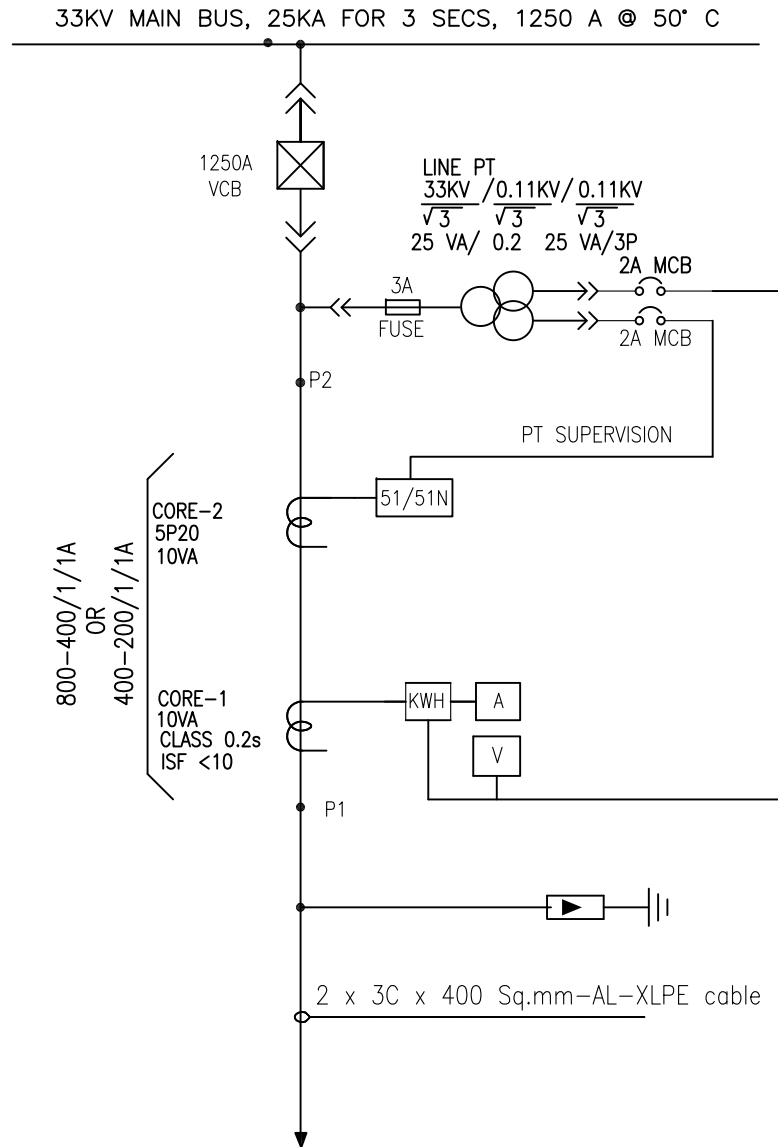 33KV MAIN BUS, 25KA FOR 3 SECS, 1250 A @ 50° C
1250A
VCB
LINE PT
33KV / 0.11KV / 0.11KV
√3 √3 √3
25 VA/ 0.2 25 VA/3P
2A MCB
3A
FUSE
2A MCB
P2
PT SUPERVISION
51/51N
CORE-2
5P20
10VA
800-400/1/1A
OR
400-200/1/1A
CORE-1
10VA
CLASS 0.2s
ISF <10
KWH
A
V
P1
2 x 3C x 400 Sq.mm-AL-XLPE cable